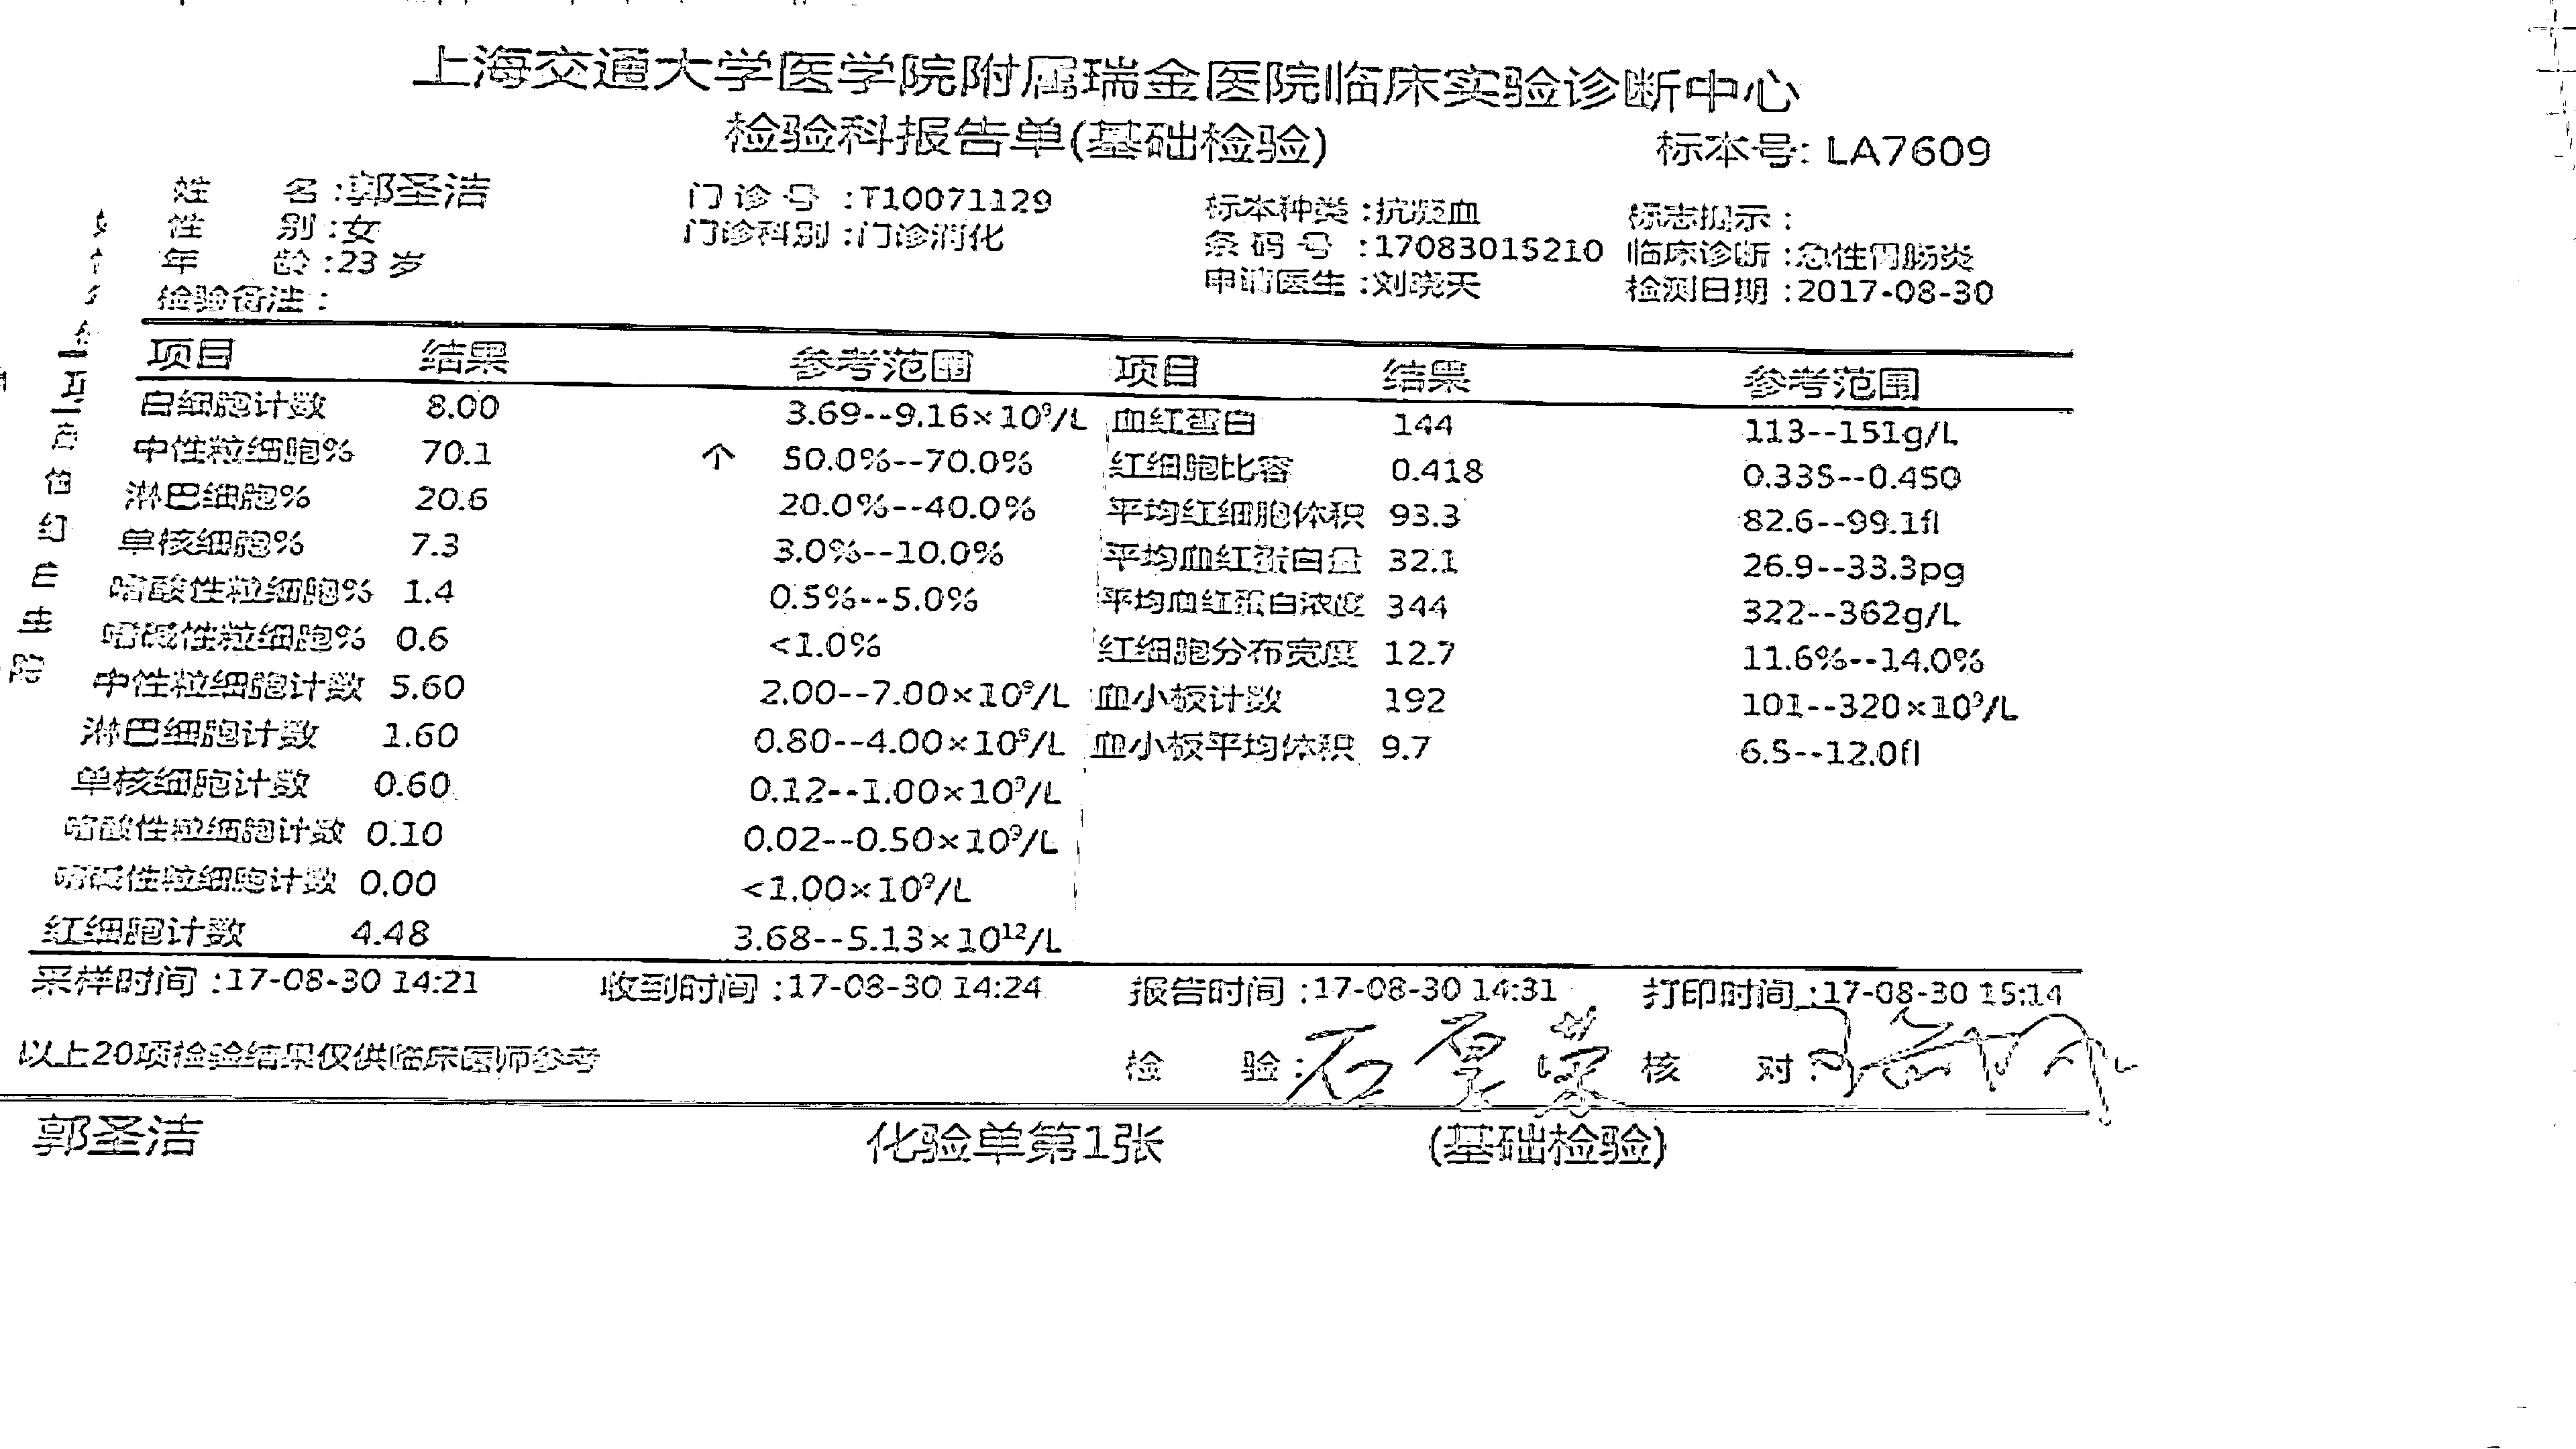 上海交通大学医学院附属瑞金医院临床实验诊断中心
检验科报告单(基础检验) 标本号: LA7609
姓 名:郭圣洁 门 诊 号 :T10071129 标本种类:抗凝血 标志提示:
性 别:女 门诊科别:门诊消化 条 码 号 :17083015210 临床诊断:急性胃肠炎
年 龄:23 岁 申请医生:刘晓天 检测日期:2017-08-30
检验备注:
项目 结果 参考范围 项目 结果 参考范围
白细胞计数 8.00 3.69--9.16×10⁹/L 血红蛋白 144 113--151g/L
中性粒细胞% 70.1 ↑ 50.0%--70.0% 红细胞比容 0.418 0.335--0.450
淋巴细胞% 20.6 20.0%--40.0% 平均红细胞体积 93.3 82.6--99.1fl
单核细胞% 7.3 3.0%--10.0% 平均血红蛋白量 32.1 26.9--33.3pg
嗜酸性粒细胞% 1.4 0.5%--5.0% 平均血红蛋白浓度 344 322--362g/L
嗜碱性粒细胞% 0.6 <1.0% 红细胞分布宽度 12.7 11.6%--14.0%
中性粒细胞计数 5.60 2.00--7.00×10⁹/L 血小板计数 192 101--320×10⁹/L
淋巴细胞计数 1.60 0.80--4.00×10⁹/L 血小板平均体积 9.7 6.5--12.0fl
单核细胞计数 0.60 0.12--1.00×10⁹/L
嗜酸性粒细胞计数 0.10 0.02--0.50×10⁹/L
嗜碱性粒细胞计数 0.00 <1.00×10⁹/L
红细胞计数 4.48 3.68--5.13×10¹²/L
采样时间:17-08-30 14:21 收到时间:17-08-30 14:24 报告时间:17-08-30 14:31 打印时间:17-08-30 15:14
以上20项检验结果仅供临床医师参考 检 验: 核 对:
郭圣洁 化验单第1张 (基础检验)